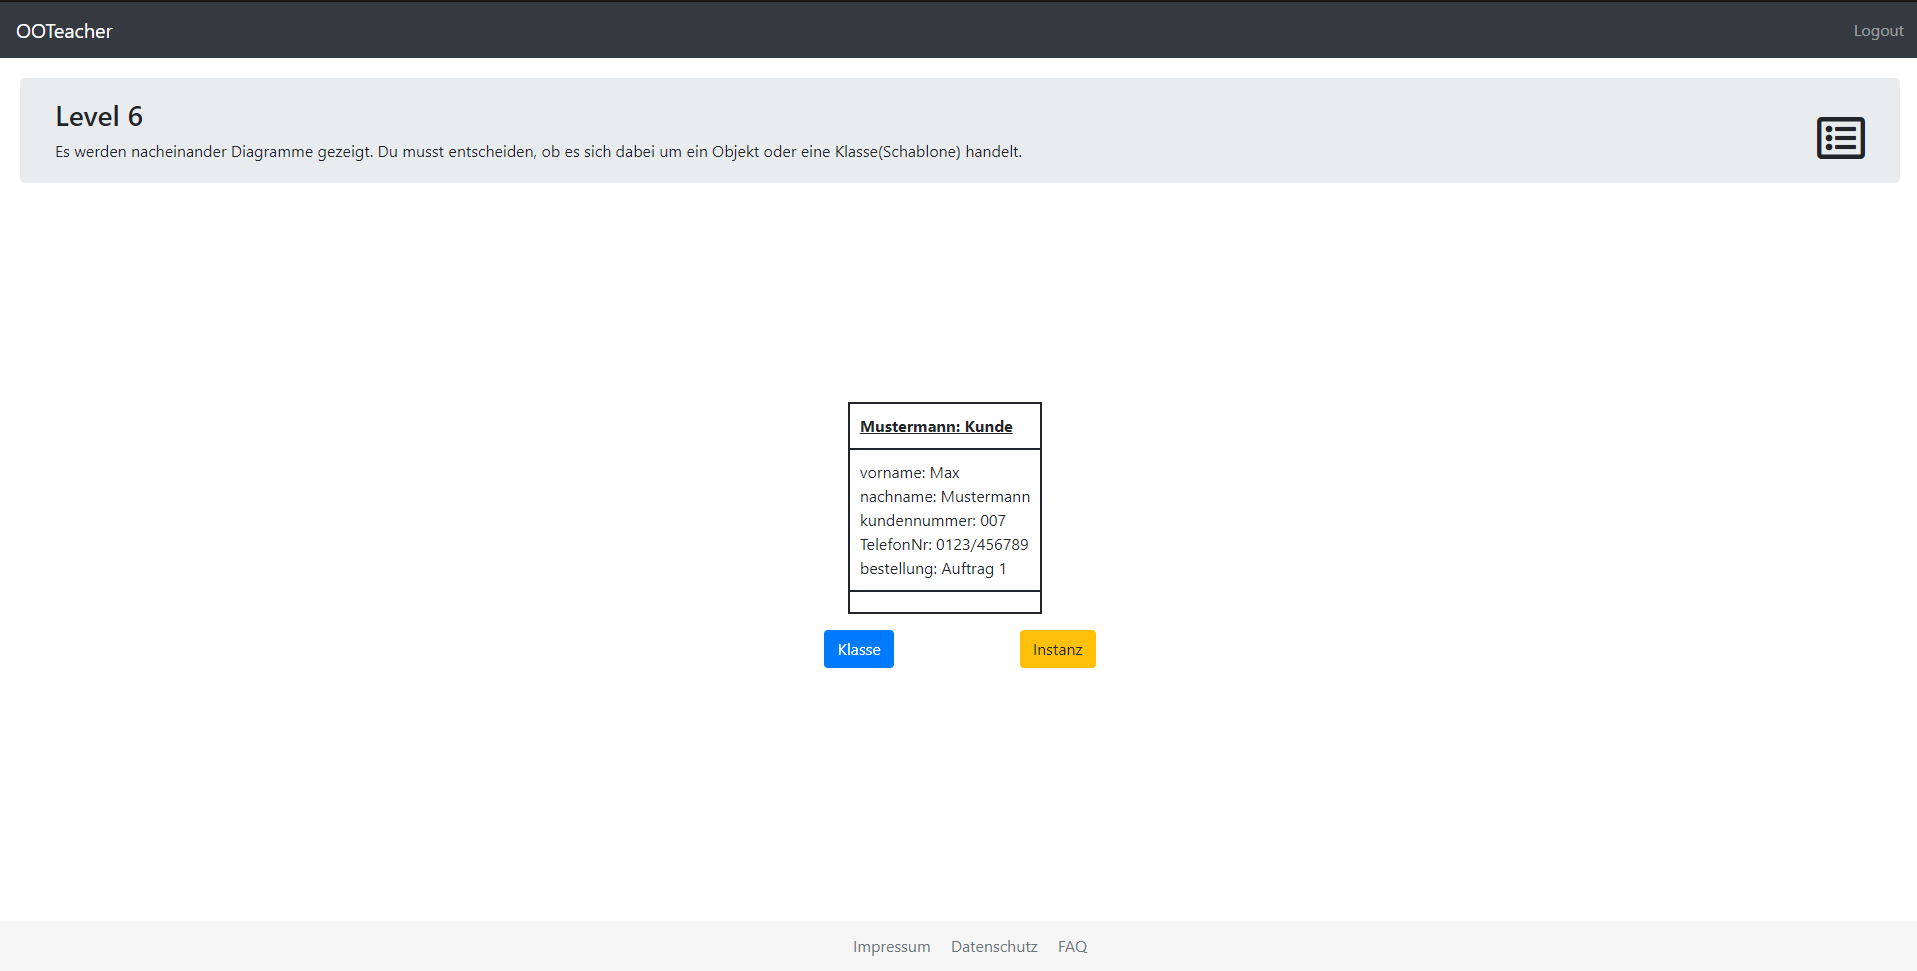 OOTeacher
Logout
Level 6
Es werden nacheinander Diagramme gezeigt. Du musst entscheiden, ob es sich dabei um ein Objekt oder eine Klasse(Schablone) handelt.
Mustermann: Kunde
vorname: Max
nachname: Mustermann
kundennummer: 007
TelefonNr: 0123/456789
bestellung: Auftrag 1
Klasse
Instanz
Impressum
Datenschutz
FAQ